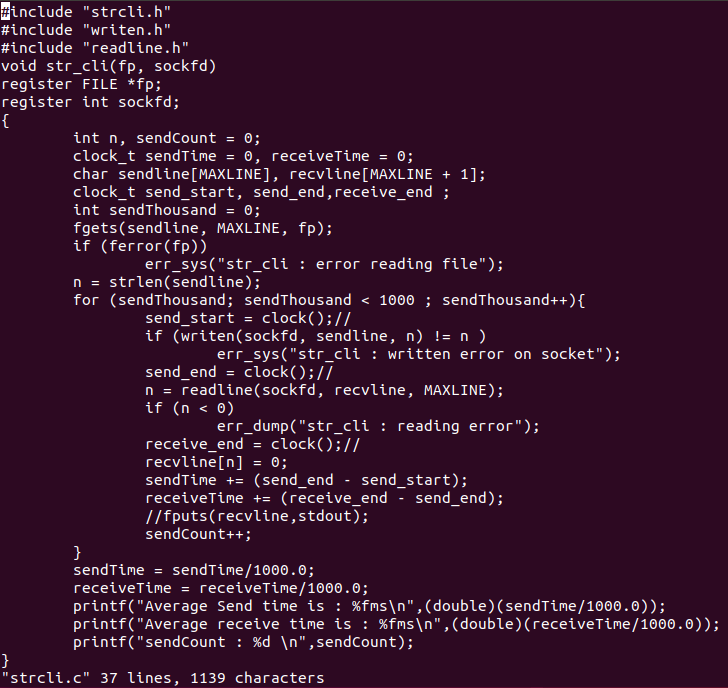 #include "strcli.h"
#include "writen.h"
#include "readline.h"
void str_cli(fp, sockfd)
register FILE *fp;
register int sockfd;
{
        int n, sendCount = 0;
        clock_t sendTime = 0, receiveTime = 0;
        char sendline[MAXLINE], recvline[MAXLINE + 1];
        clock_t send_start, send_end,receive_end ;
        int sendThousand = 0;
        fgets(sendline, MAXLINE, fp);
        if (ferror(fp))
                err_sys("str_cli : error reading file");
        n = strlen(sendline);
        for (sendThousand; sendThousand < 1000 ; sendThousand++){
                send_start = clock();//
                if (writen(sockfd, sendline, n) != n )
                        err_sys("str_cli : written error on socket");
                send_end = clock();//
                n = readline(sockfd, recvline, MAXLINE);
                if (n < 0)
                        err_dump("str_cli : reading error");
                receive_end = clock();//
                recvline[n] = 0;
                sendTime += (send_end - send_start);
                receiveTime += (receive_end - send_end);
                //fputs(recvline,stdout);
                sendCount++;
        }
        sendTime = sendTime/1000.0;
        receiveTime = receiveTime/1000.0;
        printf("Average Send time is : %fms\n",(double)(sendTime/1000.0));
        printf("Average receive time is : %fms\n",(double)(receiveTime/1000.0));
        printf("sendCount : %d \n",sendCount);
}
"strcli.c" 37 lines, 1139 characters